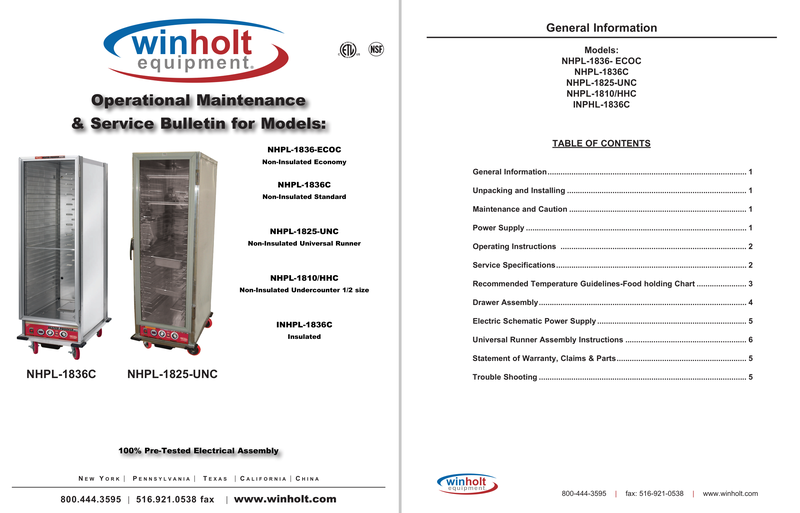 winholt
equipment®
ETL
NSF
Operational Maintenance
& Service Bulletin for Models:
NHPL-1836-ECOC
Non-Insulated Economy
NHPL-1836C
Non-Insulated Standard
NHPL-1825-UNC
Non-Insulated Universal Runner
NHPL-1810/HHC
Non-Insulated Undercounter 1/2 size
INHPL-1836C
Insulated
NHPL-1836C
NHPL-1825-UNC
100% Pre-Tested Electrical Assembly
New York | Pennsylvania | Texas | California | China
800.444.3595 | 516.921.0538 fax | www.winholt.com
General Information
Models:
NHPL-1836- ECOC
NHPL-1836C
NHPL-1825-UNC
NHPL-1810/HHC
INPHL-1836C
TABLE OF CONTENTS
General Information........ 1
Unpacking and Installing ........ 1
Maintenance and Caution ........ 1
Power Supply ........ 1
Operating Instructions ........ 2
Service Specifications........ 2
Recommended Temperature Guidelines-Food holding Chart ........ 3
Drawer Assembly........ 4
Electric Schematic Power Supply........ 5
Universal Runner Assembly Instructions ........ 6
Statement of Warranty, Claims & Parts........ 5
Trouble Shooting ........ 5
winholt
equipment
800-444-3595 | fax: 516-921-0538 | www.winholt.com